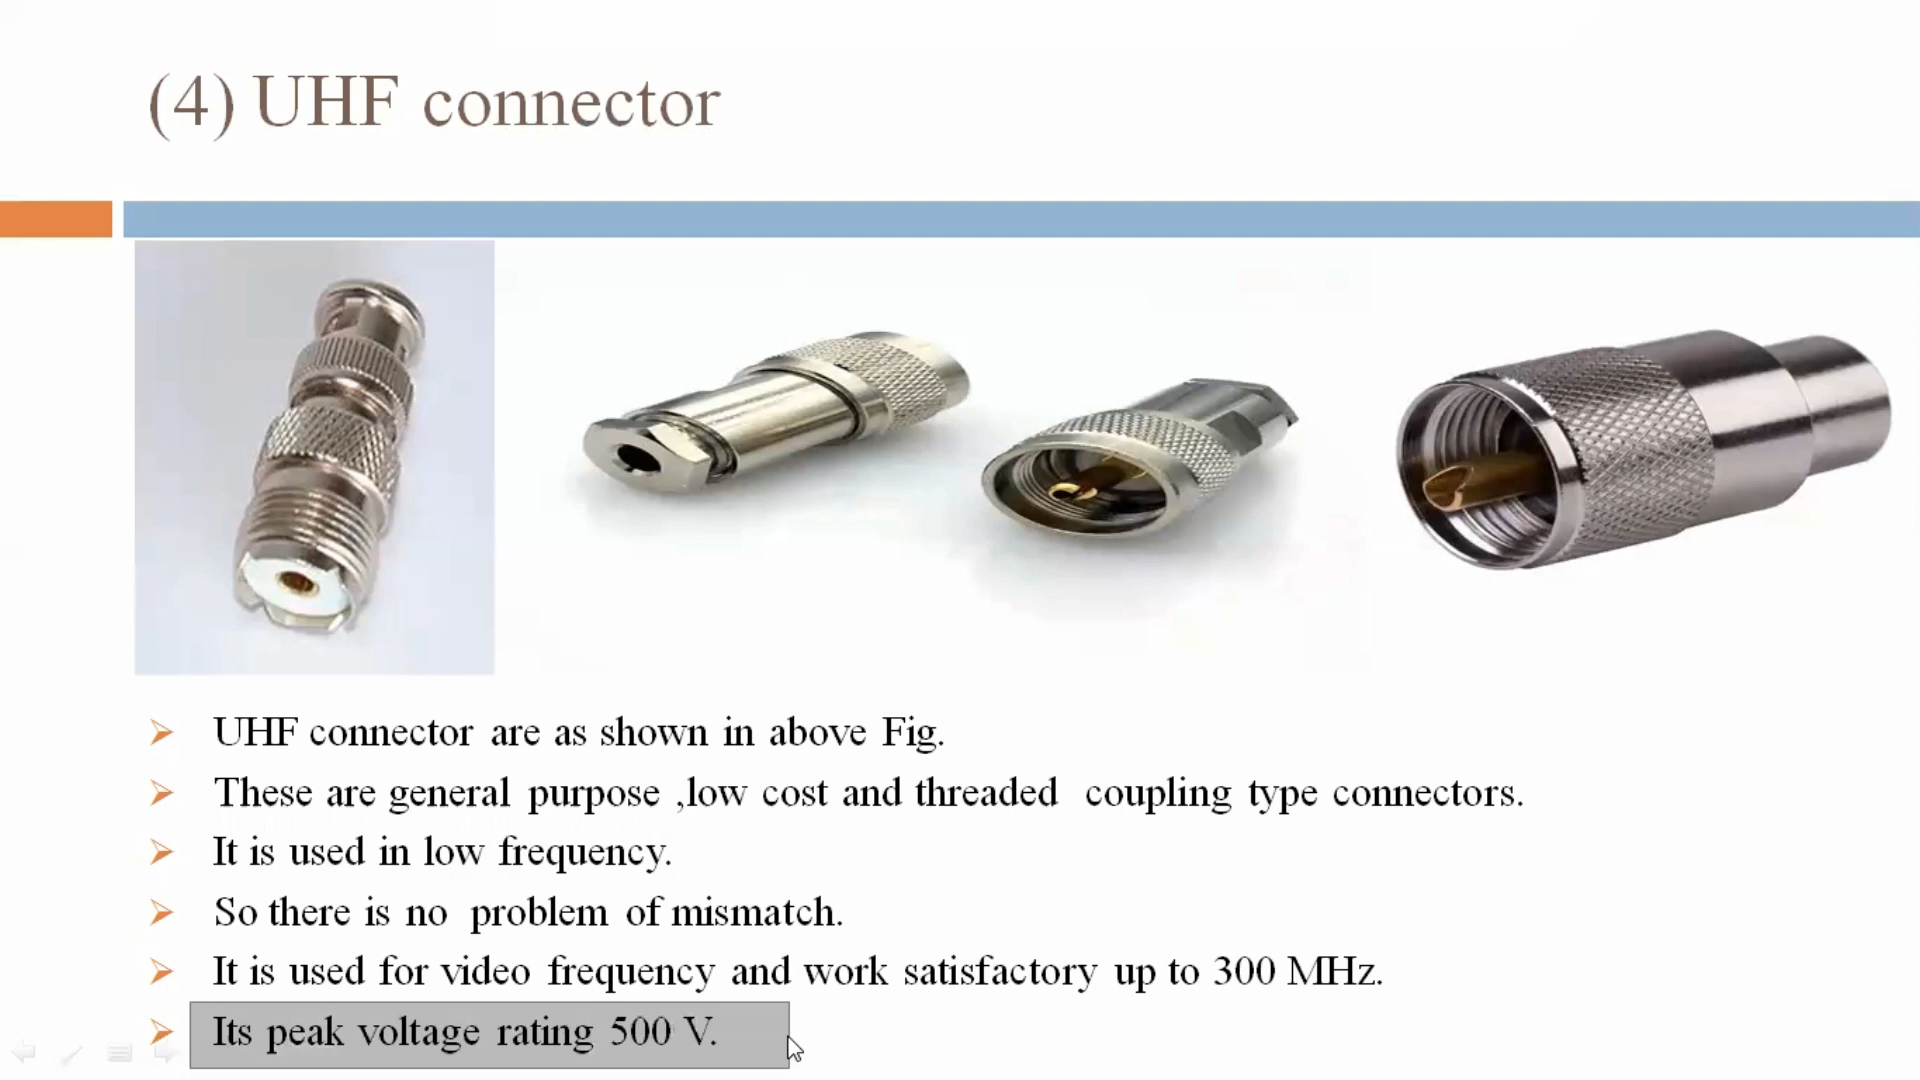 (4) UHF connector
UHF connector are as shown in above Fig.
These are general purpose ,low cost and threaded coupling type connectors.
It is used in low frequency.
So there is no problem of mismatch.
It is used for video frequency and work satisfactory up to 300 MHz.
Its peak voltage rating 500 V.